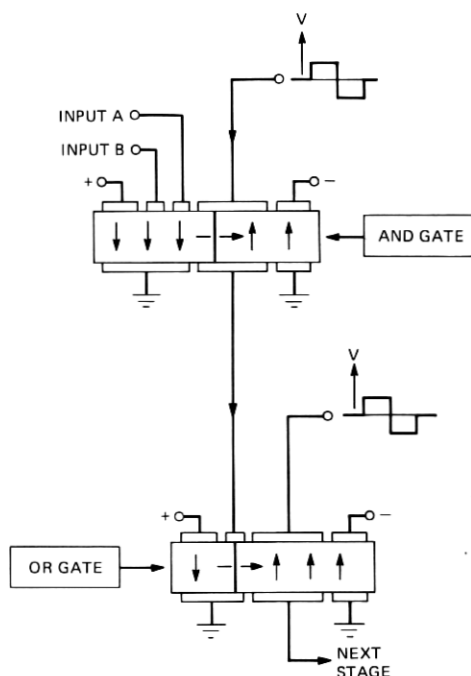 V
INPUT A
INPUT B
+
−
AND GATE
V
+
−
OR GATE
NEXT
STAGE